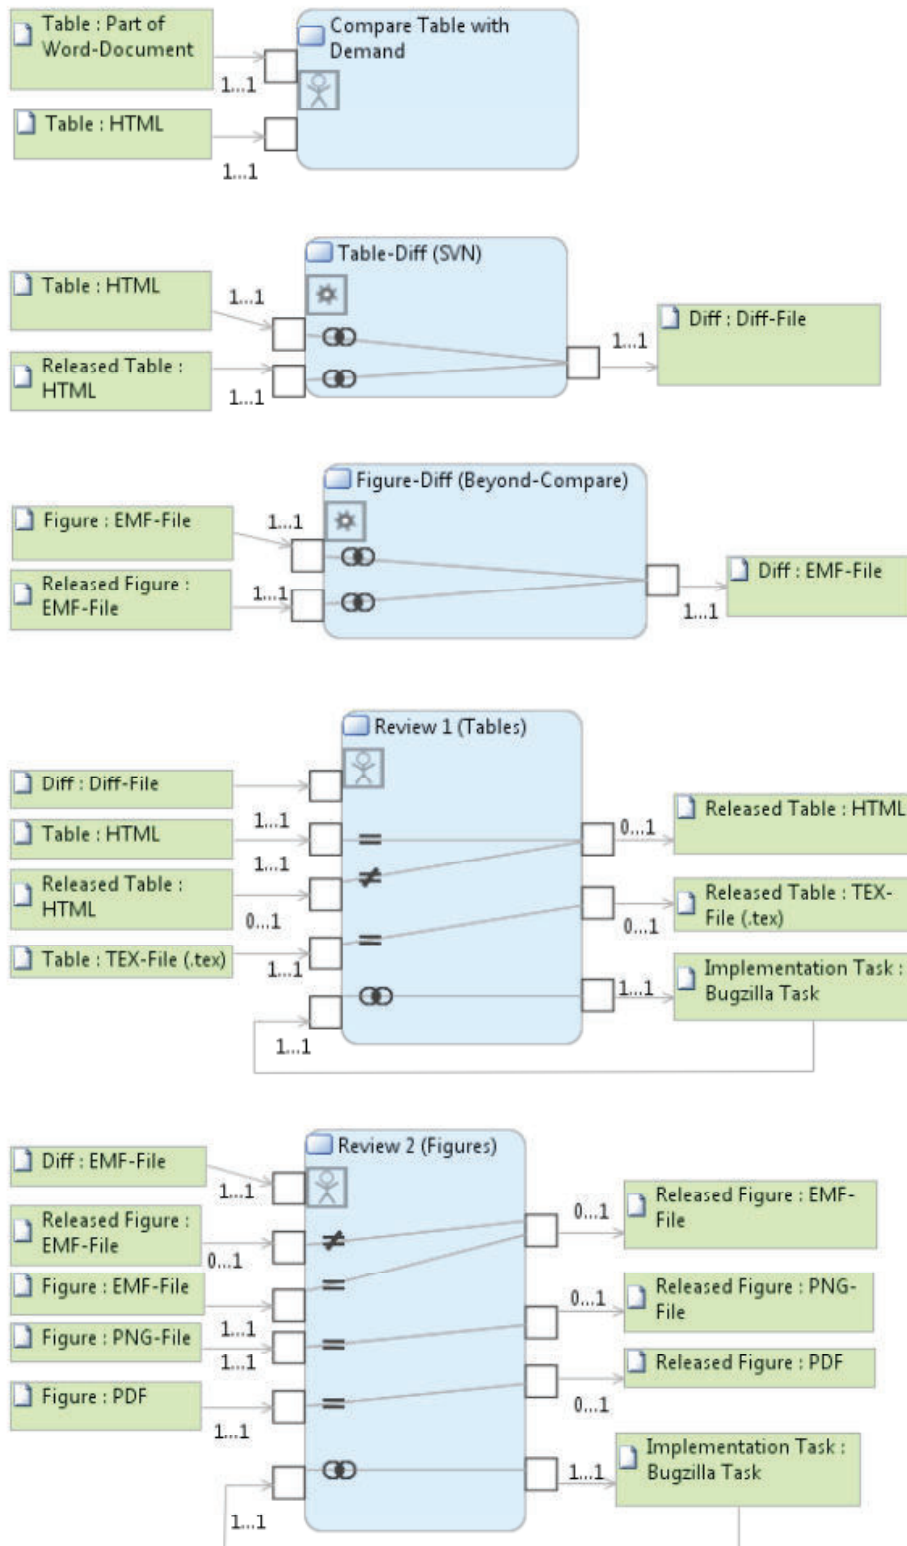 Table : Part of
Word-Document
1...1
Compare Table with
Demand
Table : HTML
1...1
Table-Diff (SVN)
Table : HTML
1...1
Released Table :
HTML
1...1
1...1
Diff : Diff-File
Figure-Diff (Beyond-Compare)
Figure : EMF-File
1...1
Released Figure :
EMF-File
1...1
Diff : EMF-File
1...1
Review 1 (Tables)
Diff : Diff-File
1...1
Table : HTML
1...1
Released Table :
HTML
0...1
Table : TEX-File (.tex)
1...1
1...1
0...1
Released Table : HTML
0...1
Released Table : TEX-
File (.tex)
1...1
Implementation Task :
Bugzilla Task
Review 2 (Figures)
Diff : EMF-File
1...1
Released Figure :
EMF-File
0...1
Figure : EMF-File
1...1
Figure : PNG-File
1...1
Figure : PDF
1...1
1...1
0...1
Released Figure : EMF-
File
0...1
Released Figure : PNG-
File
Released Figure : PDF
0...1
Implementation Task :
Bugzilla Task
1...1